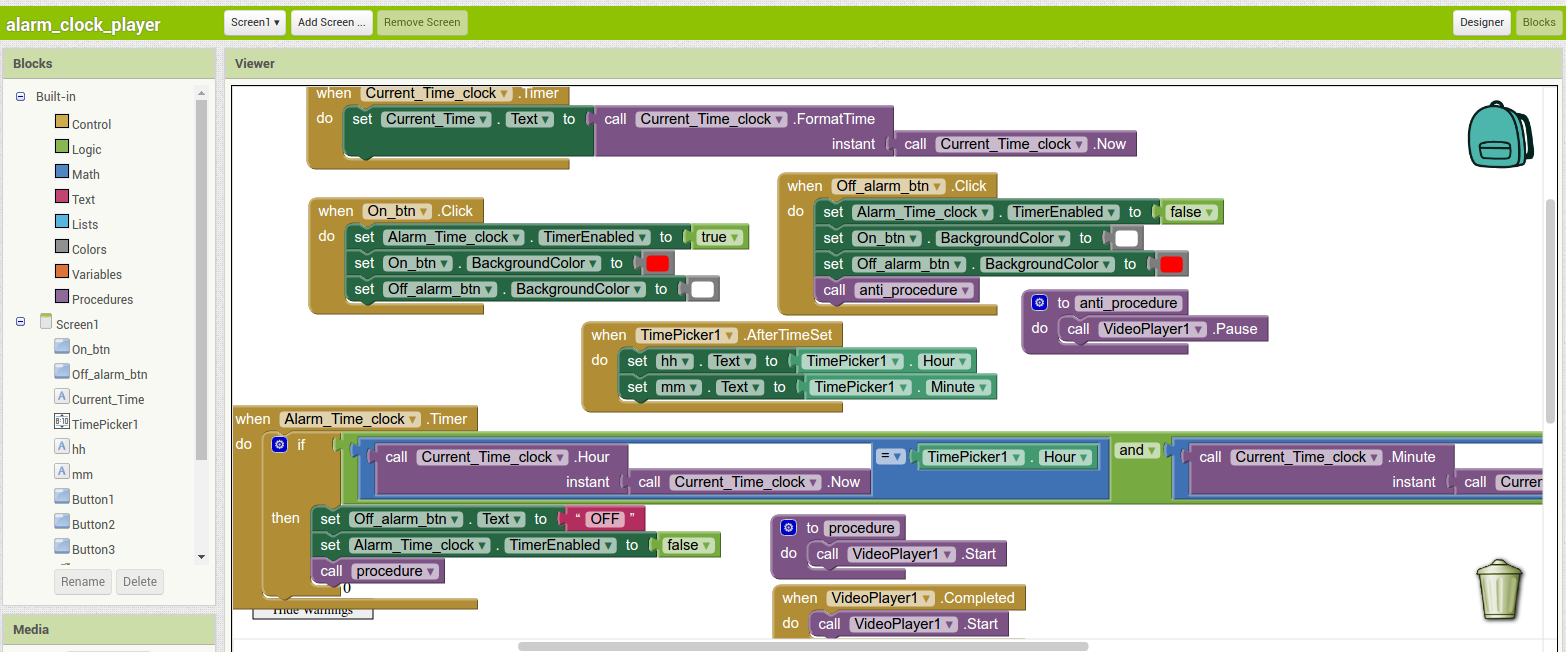 alarm_clock_player
Screen1 ▾
Add Screen ...
Remove Screen
Designer
Blocks
Blocks
Built-in
Control
Logic
Math
Text
Lists
Colors
Variables
Procedures
Screen1
On_btn
Off_alarm_btn
Current_Time
TimePicker1
hh
mm
Button1
Button2
Button3
Rename
Delete
Media
Viewer
when Current_Time_clock .Timer
do set Current_Time . Text to call Current_Time_clock .FormatTime
instant call Current_Time_clock .Now
when On_btn .Click
do set Alarm_Time_clock . TimerEnabled to true
set On_btn . BackgroundColor to
set Off_alarm_btn . BackgroundColor to
when Off_alarm_btn .Click
do set Alarm_Time_clock . TimerEnabled to false
set On_btn . BackgroundColor to
set Off_alarm_btn . BackgroundColor to
call anti_procedure
to anti_procedure
do call VideoPlayer1 .Pause
when TimePicker1 .AfterTimeSet
do set hh . Text to TimePicker1 . Hour
set mm . Text to TimePicker1 . Minute
when Alarm_Time_clock .Timer
do if call Current_Time_clock .Hour = TimePicker1 . Hour and call Current_Time_clock .Minute
instant call Current_Time_clock .Now instant call Currer
then set Off_alarm_btn . Text to “ OFF ”
set Alarm_Time_clock . TimerEnabled to false
call procedure
0
Hide Warnings
to procedure
do call VideoPlayer1 .Start
when VideoPlayer1 .Completed
do call VideoPlayer1 .Start